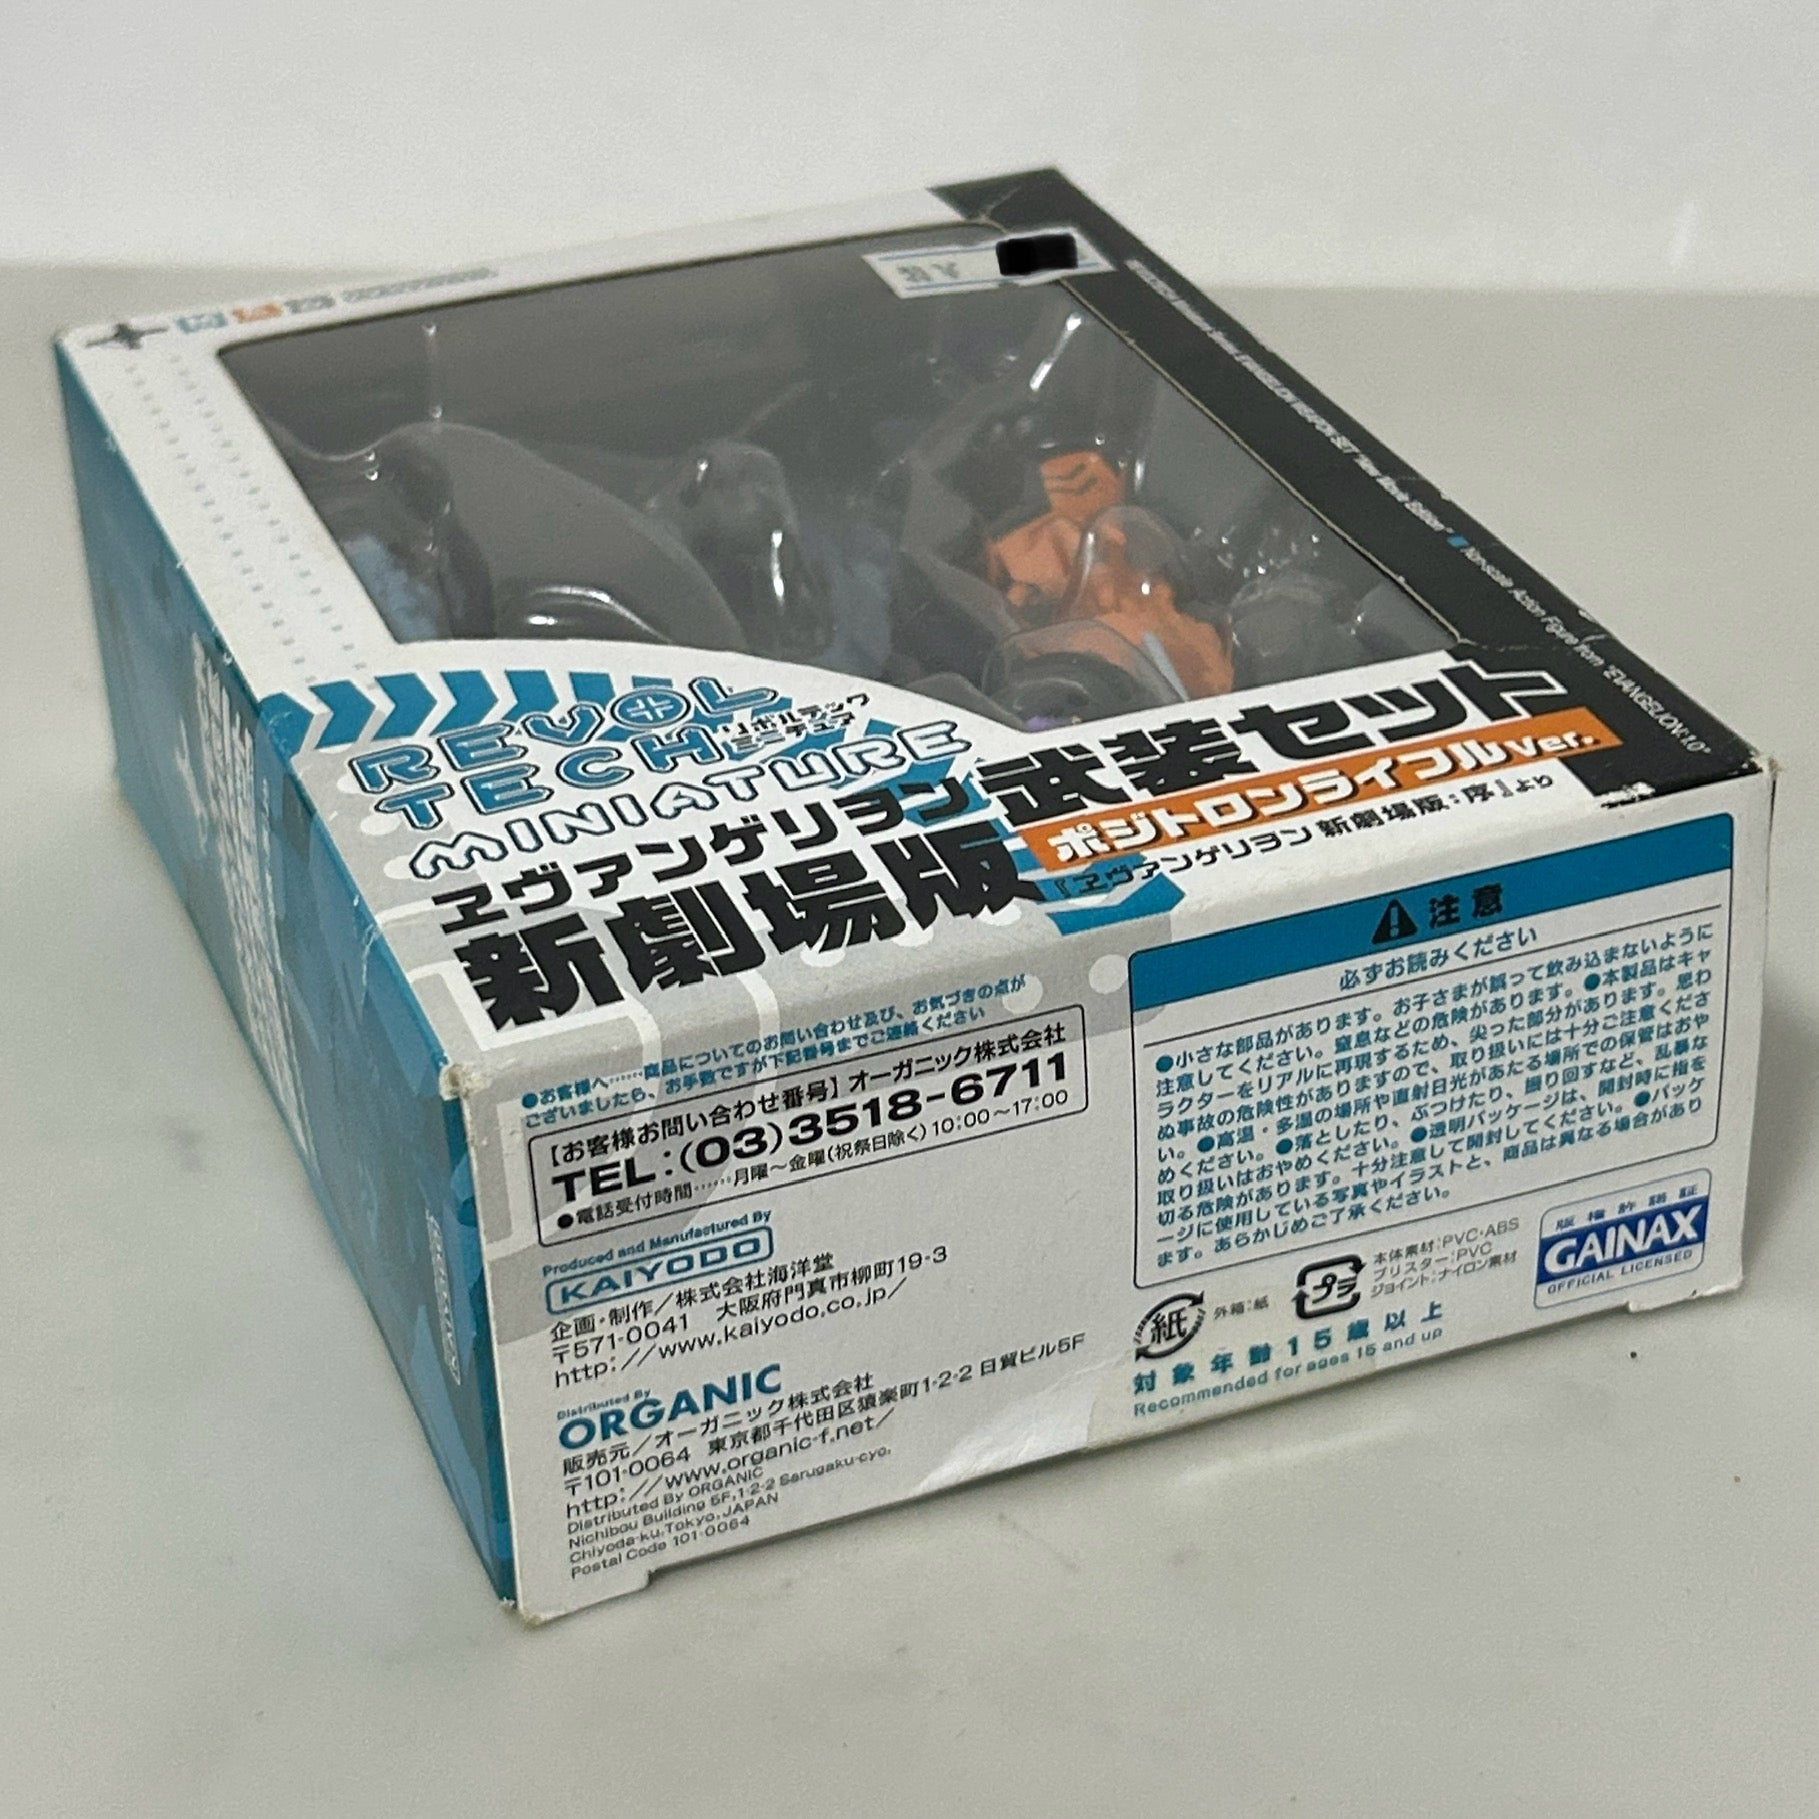 REVOL
TECH
リボルテック
ミニチュア
MINIATURE
ヱヴァンゲリヲン
新劇場版
武装セット
ポジトロンライフルVer.
『ヱヴァンゲリヲン 新劇場版:序』より
EVANGELION WEAPON SET "New Movie Edition"
Non-scale Action Figure from "EVANGELION:1.0"
●お客様へ……商品についてのお問い合わせ及び、お気づきの点が
ございましたら、お手数ですが下記番号までご連絡ください
【お客様お問い合わせ番号】オーガニック株式会社
TEL:(03)3518-6711
●電話受付時間……月曜〜金曜(祝祭日除く)10:00〜17:00
Produced and Manufactured By
KAIYODO
企画・制作/株式会社海洋堂
〒571-0041 大阪府門真市柳町19-3
http://www.kaiyodo.co.jp/
Distributed By
ORGANIC
販売元/オーガニック株式会社
〒101-0064 東京都千代田区猿楽町1-2-2 日貿ビル5F
http://www.organic-f.net/
Distributed By ORGANIC
Nichibou Building 5F,1-2-2 Sarugaku-cyo,
Chiyoda-ku,Tokyo,JAPAN
Postal Code 101-0064
注意
必ずお読みください
●小さな部品があります。お子さまが誤って飲み込まないように
注意してください。窒息などの危険があります。●本製品はキャ
ラクターをリアルに再現するため、尖った部分があります。思わ
ぬ事故の危険性がありますので、取り扱いには十分ご注意くださ
い。●高温・多湿の場所や直射日光があたる場所での保管はおや
めください。●落としたり、ぶつけたり、振り回すなど、乱暴な
取り扱いはおやめください。●透明パッケージは、開封時に指を
切る危険があります。十分注意して開封してください。●パッケ
ージに使用している写真やイラストと、商品は異なる場合があり
ます。あらかじめご了承ください。
紙
外箱:紙
プラ
本体素材:PVC・ABS
ブリスター:PVC
ジョイント:ナイロン素材
対象年齢15歳以上
Recommended for ages 15 and up
版権許諾証
GAINAX
OFFICIAL LICENSED